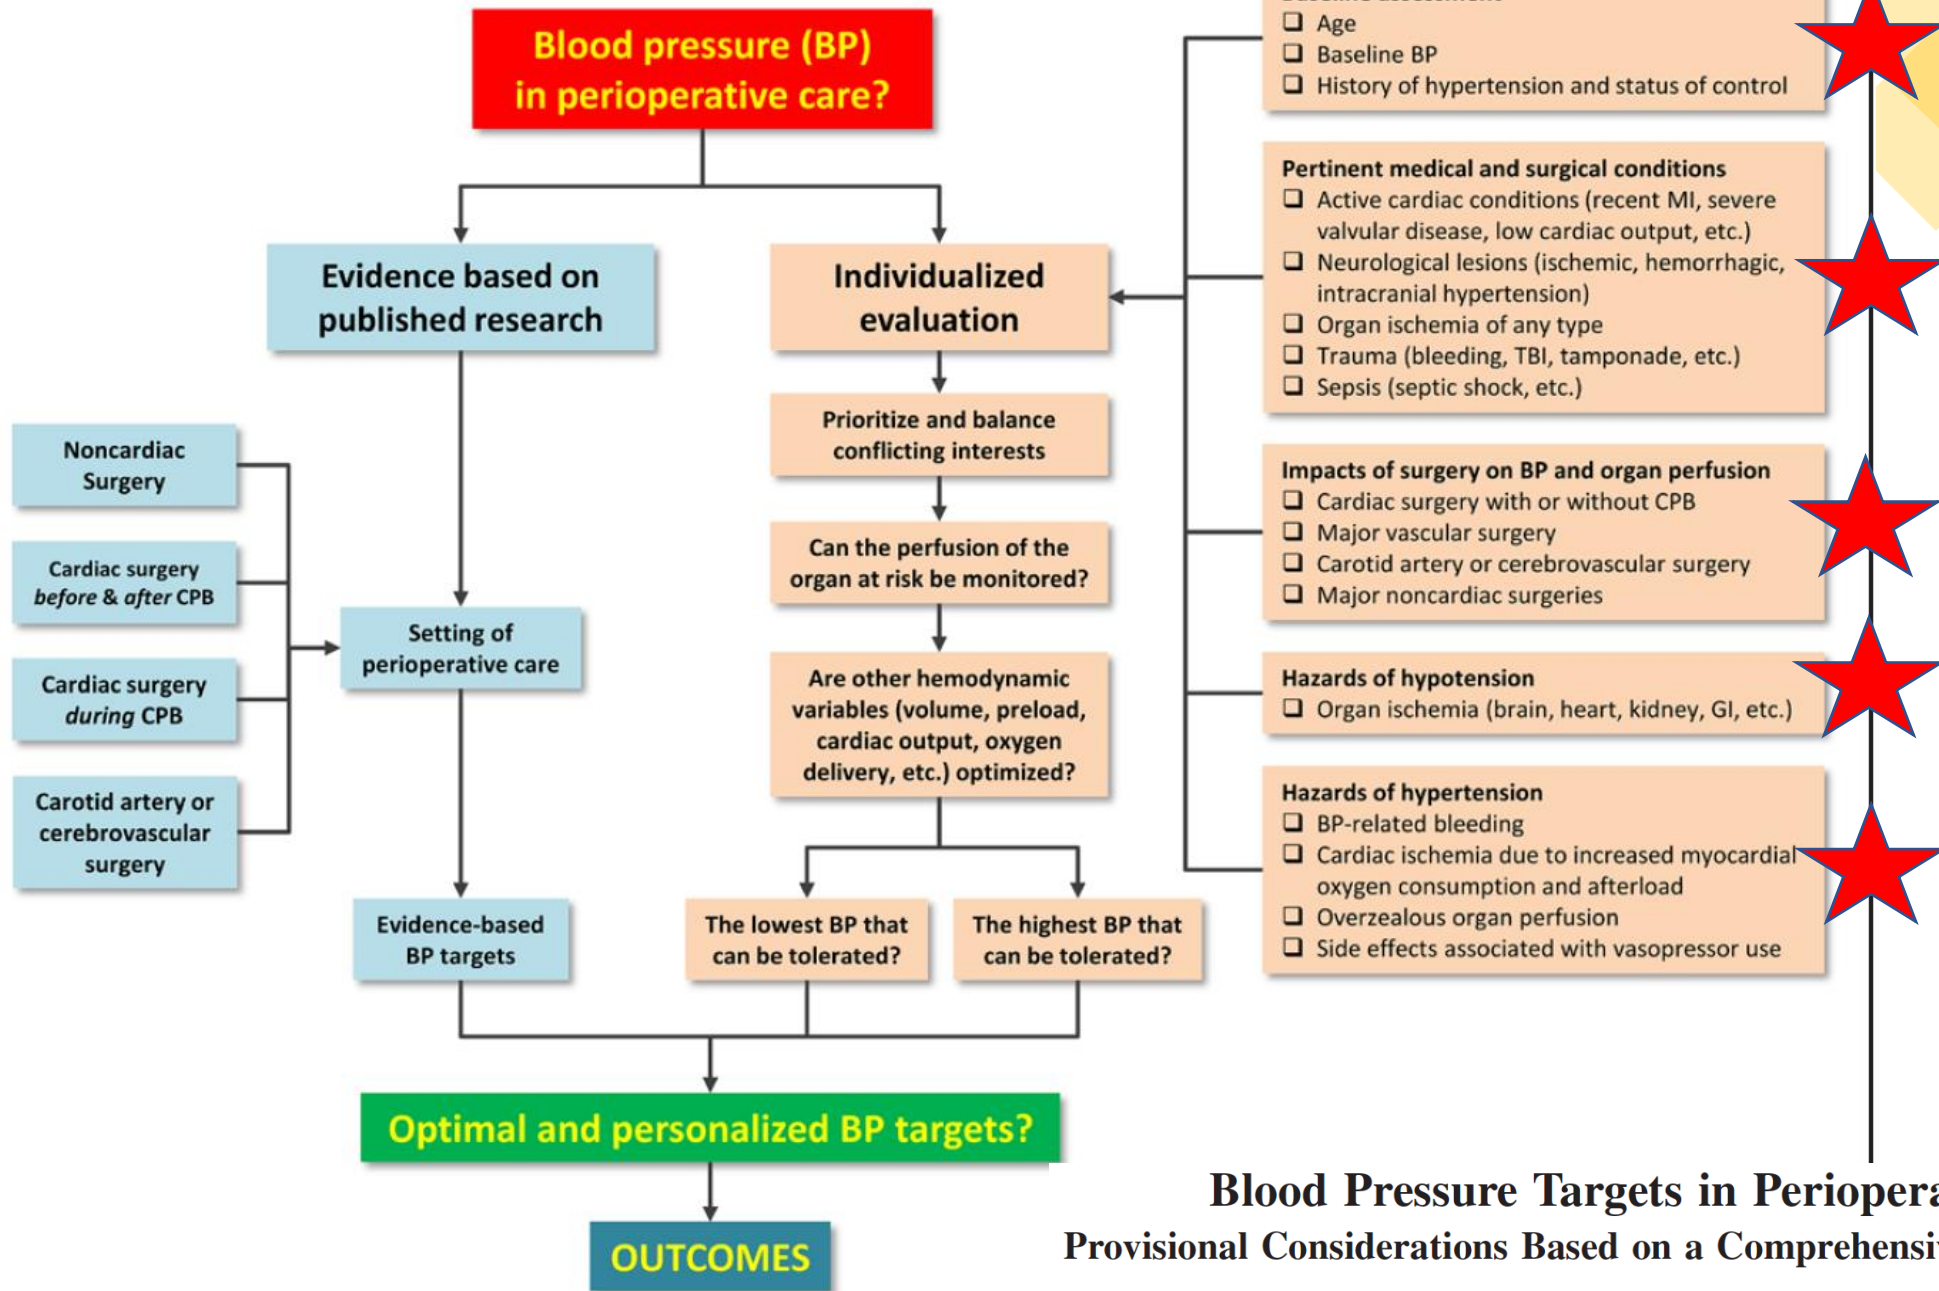 Blood pressure (BP)
in perioperative care?
Evidence based on
published research
Individualized
evaluation
Prioritize and balance
conflicting interests
Can the perfusion of the
organ at risk be monitored?
Are other hemodynamic
variables (volume, preload,
cardiac output, oxygen
delivery, etc.) optimized?
Noncardiac
Surgery
Cardiac surgery
before & after CPB
Cardiac surgery
during CPB
Carotid artery or
cerebrovascular
surgery
Setting of
perioperative care
Evidence-based
BP targets
The lowest BP that
can be tolerated?
The highest BP that
can be tolerated?
❑ Age
❑ Baseline BP
❑ History of hypertension and status of control
Pertinent medical and surgical conditions
❑ Active cardiac conditions (recent MI, severe
valvular disease, low cardiac output, etc.)
❑ Neurological lesions (ischemic, hemorrhagic,
intracranial hypertension)
❑ Organ ischemia of any type
❑ Trauma (bleeding, TBI, tamponade, etc.)
❑ Sepsis (septic shock, etc.)
Impacts of surgery on BP and organ perfusion
❑ Cardiac surgery with or without CPB
❑ Major vascular surgery
❑ Carotid artery or cerebrovascular surgery
❑ Major noncardiac surgeries
Hazards of hypotension
❑ Organ ischemia (brain, heart, kidney, GI, etc.)
Hazards of hypertension
❑ BP-related bleeding
❑ Cardiac ischemia due to increased myocardial
oxygen consumption and afterload
❑ Overzealous organ perfusion
❑ Side effects associated with vasopressor use
Optimal and personalized BP targets?
OUTCOMES
Blood Pressure Targets in
Provisional Considerations Based on a